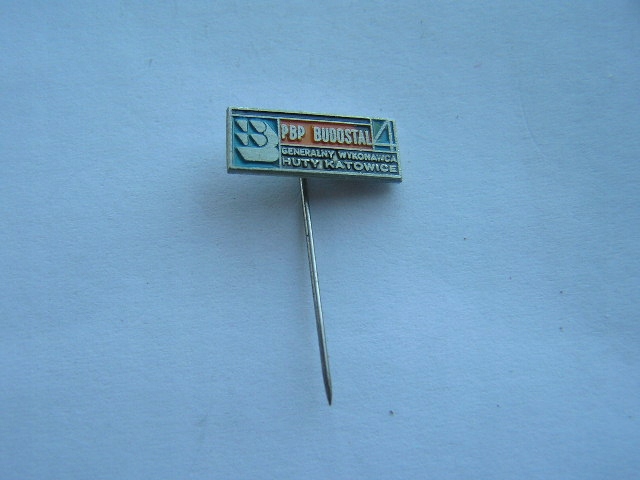 PBP BUDOSTAL 4
GENERALNY WYKONAWCA
HUTY KATOWICE